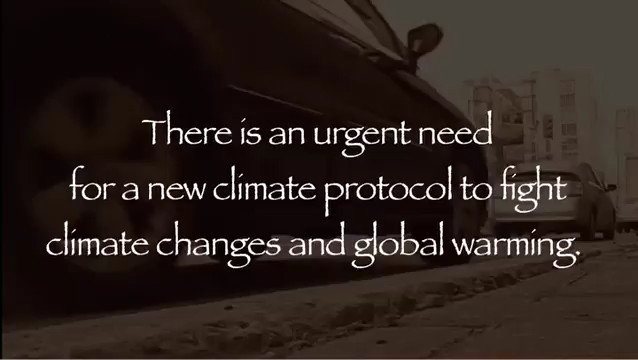 There is an urgent need
for a new climate protocol to fight
climate changes and global warming.